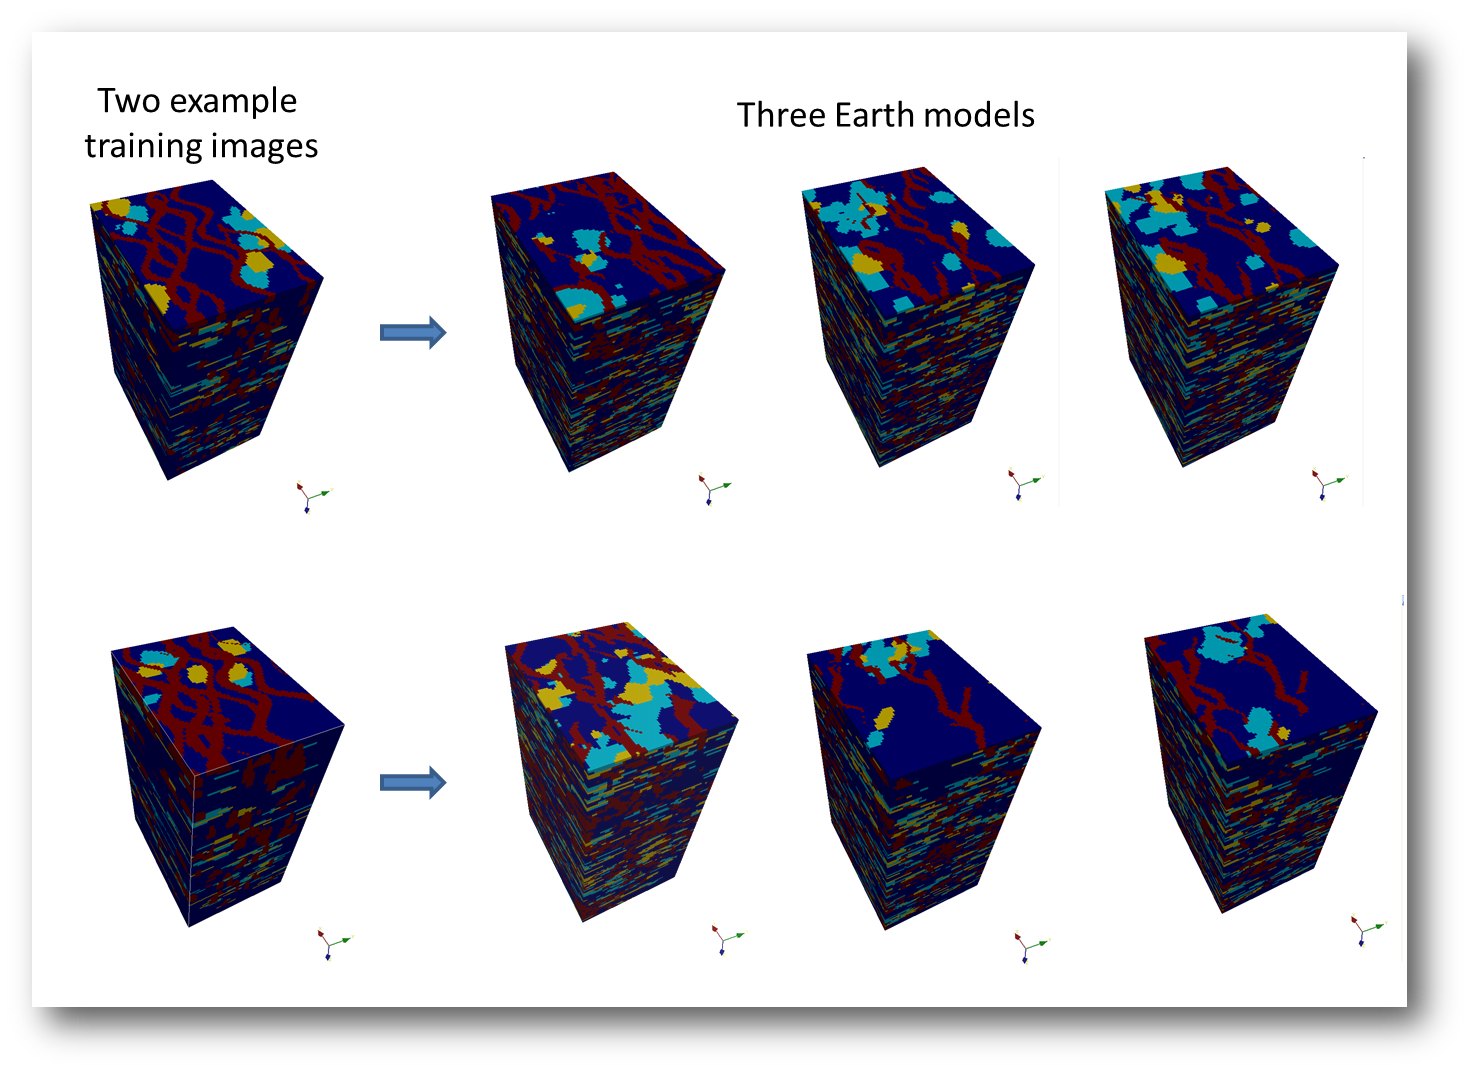 Two example
training images
Three Earth models